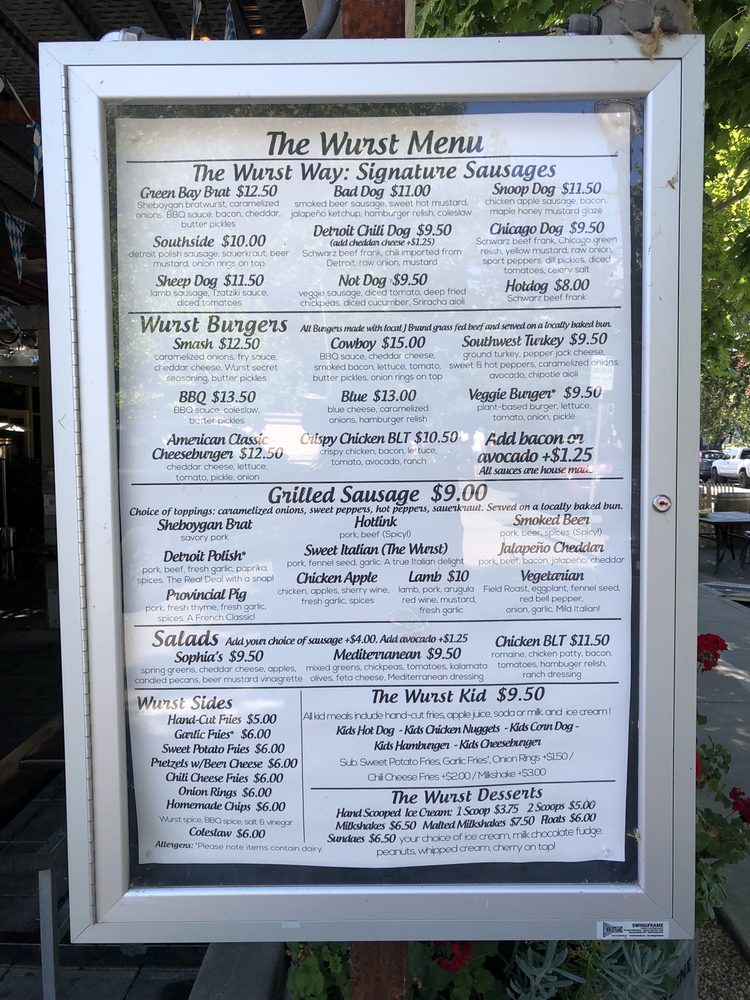 The Wurst Menu
The Wurst Way: Signature Sausages
Green Bay Brat $12.50
Sheboygan bratwurst, caramelized
onions, BBQ sauce, bacon, cheddar,
butter pickles
Bad Dog $11.00
smoked beer sausage, sweet hot mustard,
jalapeño ketchup, hamburger relish, coleslaw
Snoop Dog $11.50
chicken apple sausage, bacon,
maple honey mustard glaze
Southside $10.00
detroit polish sausage, sauerkraut, beer
mustard, onion rings on top
Detroit Chili Dog $9.50
(add cheddar cheese +$1.25)
Schwarz beef frank, chili imported from
Detroit, raw onion, mustard
Chicago Dog $9.50
Schwarz beef frank, Chicago green
relish, yellow mustard, raw onion,
sport peppers, dill pickles, diced
tomatoes, celery salt
Sheep Dog $11.50
lamb sausage, Tzatziki sauce,
diced tomatoes
Not Dog $9.50
veggie sausage, diced tomato, deep fried
chickpeas, diced cucumber, Sriracha aioli
Hotdog $8.00
Schwarz beef frank
Wurst Burgers All Burgers made with local J Brand grass fed beef and served on a locally baked bun.
Smash $12.50
caramelized onions, fry sauce,
cheddar cheese, Wurst secret
seasoning, butter pickles
Cowboy $15.00
BBQ sauce, cheddar cheese,
smoked bacon, lettuce, tomato,
butter pickles, onion rings on top
Southwest Turkey $9.50
ground turkey, pepper jack cheese,
sweet & hot peppers, caramelized onions,
avocado, chipotle aioli
BBQ $13.50
BBQ sauce, coleslaw,
butter pickles
Blue $13.00
blue cheese, caramelized
onions, hamburger relish
Veggie Burger* $9.50
plant-based burger, lettuce,
tomato, onion, pickle
American Classic
Cheeseburger $12.50
cheddar cheese, lettuce,
tomato, pickle, onion
Crispy Chicken BLT $10.50
crispy chicken, bacon, lettuce,
tomato, avocado, ranch
Add bacon or
avocado +$1.25
All sauces are house made.
Grilled Sausage $9.00
Choice of toppings: caramelized onions, sweet peppers, hot peppers, sauerkraut. Served on a locally baked bun.
Sheboygan Brat
savory pork
Hotlink
pork, beef (Spicy!)
Smoked Beer
pork, beer, spices (Spicy!)
Detroit Polish*
pork, beef, fresh garlic, paprika,
spices. The Real Deal with a snap!
Sweet Italian (The Wurst)
pork, fennel seed, garlic. A true Italian delight
Jalapeño Cheddar
pork, beef, bacon, jalapeño, cheddar
Provincial Pig
pork, fresh thyme, fresh garlic,
spices. A French Classic!
Chicken Apple
chicken, apples, sherry wine,
fresh garlic, spices
Lamb $10
lamb, pork, arugula
red wine, mustard,
fresh garlic
Vegetarian
Field Roast, eggplant, fennel seed,
red bell pepper,
onion, garlic. Mild Italian!
Salads Add your choice of sausage +$4.00. Add avocado +$1.25
Sophia's $9.50
spring greens, cheddar cheese, apples,
candied pecans, beer mustard vinaigrette
Mediterranean $9.50
mixed greens, chickpeas, tomatoes, kalamata
olives, feta cheese, Mediterranean dressing
Chicken BLT $11.50
romaine, chicken patty, bacon,
tomatoes, hambuger relish,
ranch dressing
Wurst Sides
Hand-Cut Fries $5.00
Garlic Fries* $6.00
Sweet Potato Fries $6.00
Pretzels w/Beer Cheese $6.00
Chili Cheese Fries $6.00
Onion Rings $6.00
Homemade Chips $6.00
Wurst spice, BBQ spice, salt & vinegar
Coleslaw $6.00
Allergens: *Please note items contain dairy.
The Wurst Kid $9.50
All kid meals include hand-cut fries, apple juice, soda or milk and ice cream!
Kids Hot Dog - Kids Chicken Nuggets - Kids Corn Dog -
Kids Hamburger - Kids Cheeseburger
Sub. Sweet Potato Fries, Garlic Fries*, Onion Rings +$1.50 /
Chili Cheese Fries +$2.00 / Milkshake +$3.00
The Wurst Desserts
Hand Scooped Ice Cream: 1 Scoop $3.75 2 Scoops $5.00
Milkshakes $6.50 Malted Milkshakes $7.50 Floats $6.00
Sundaes $6.50 your choice of ice cream, milk chocolate fudge,
peanuts, whipped cream, cherry on top!
SWINGFRAME